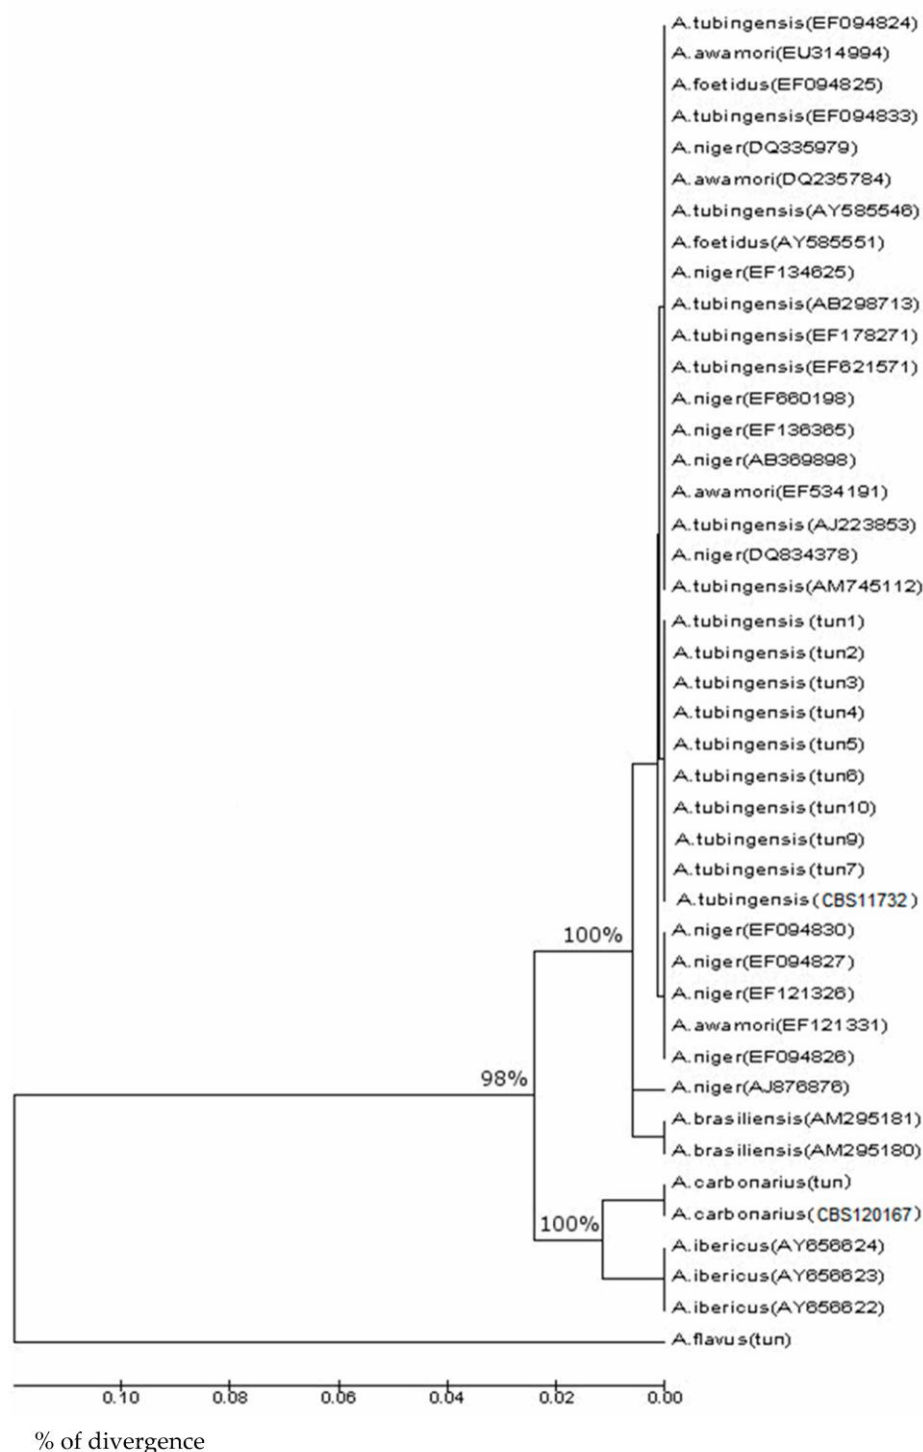 A.tubingensis(EF094824)
A.awamori(EU314994)
A.foetidus(EF094825)
A.tubingensis(EF094833)
A.niger(DQ335979)
A.awamori(DQ235784)
A.tubingensis(AY585546)
A.foetidus(AY585551)
A.niger(EF134625)
A.tubingensis(AB298713)
A.tubingensis(EF178271)
A.tubingensis(EF621571)
A.niger(EF660198)
A.niger(EF136365)
A.niger(AB369898)
A.awamori(EF534191)
A.tubingensis(AJ223853)
A.niger(DQ834378)
A.tubingensis(AM745112)
A.tubingensis(tun1)
A.tubingensis(tun2)
A.tubingensis(tun3)
A.tubingensis(tun4)
A.tubingensis(tun5)
A.tubingensis(tun6)
A.tubingensis(tun10)
A.tubingensis(tun9)
A.tubingensis(tun7)
A.tubingensis(CBS11732)
A.niger(EF094830)
100%
A.niger(EF094827)
A.niger(EF121326)
A.awamori(EF121331)
A.niger(EF094826)
98%
A.niger(AJ876876)
A.brasiliensis(AM295181)
A.brasiliensis(AM295180)
A.carbonarius(tun)
A.carbonarius(CBS120167)
100%
A.ibericus(AY656624)
A.ibericus(AY656623)
A.ibericus(AY656622)
A.flavus(tun)
0.10 0.08 0.06 0.04 0.02 0.00
% of divergence